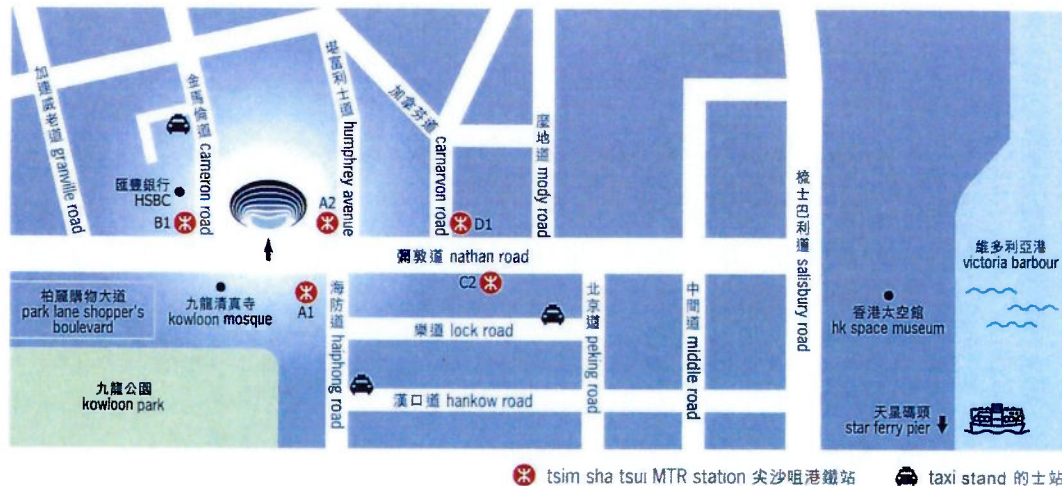 加連威老道 granville road
金馬倫道 cameron road
堪富利士道 humphrey avenue
加拿芬道 carnarvon road
麼地道 mody road
匯豐銀行
HSBC
B1
A2
D1
梳士巴利道 salisbury road
彌敦道 nathan road
維多利亞港
victoria barbour
柏麗購物大道
park lane shopper's
boulevard
九龍清真寺
kowloon mosque
A1
C2
海防道 haiphong road
樂道 lock road
北京道 peking road
中間道 middle road
香港太空館
hk space museum
九龍公園
kowloon park
漢口道 hankow road
天星碼頭
star ferry pier
tsim sha tsui MTR station 尖沙咀港鐵站
taxi stand 的士站